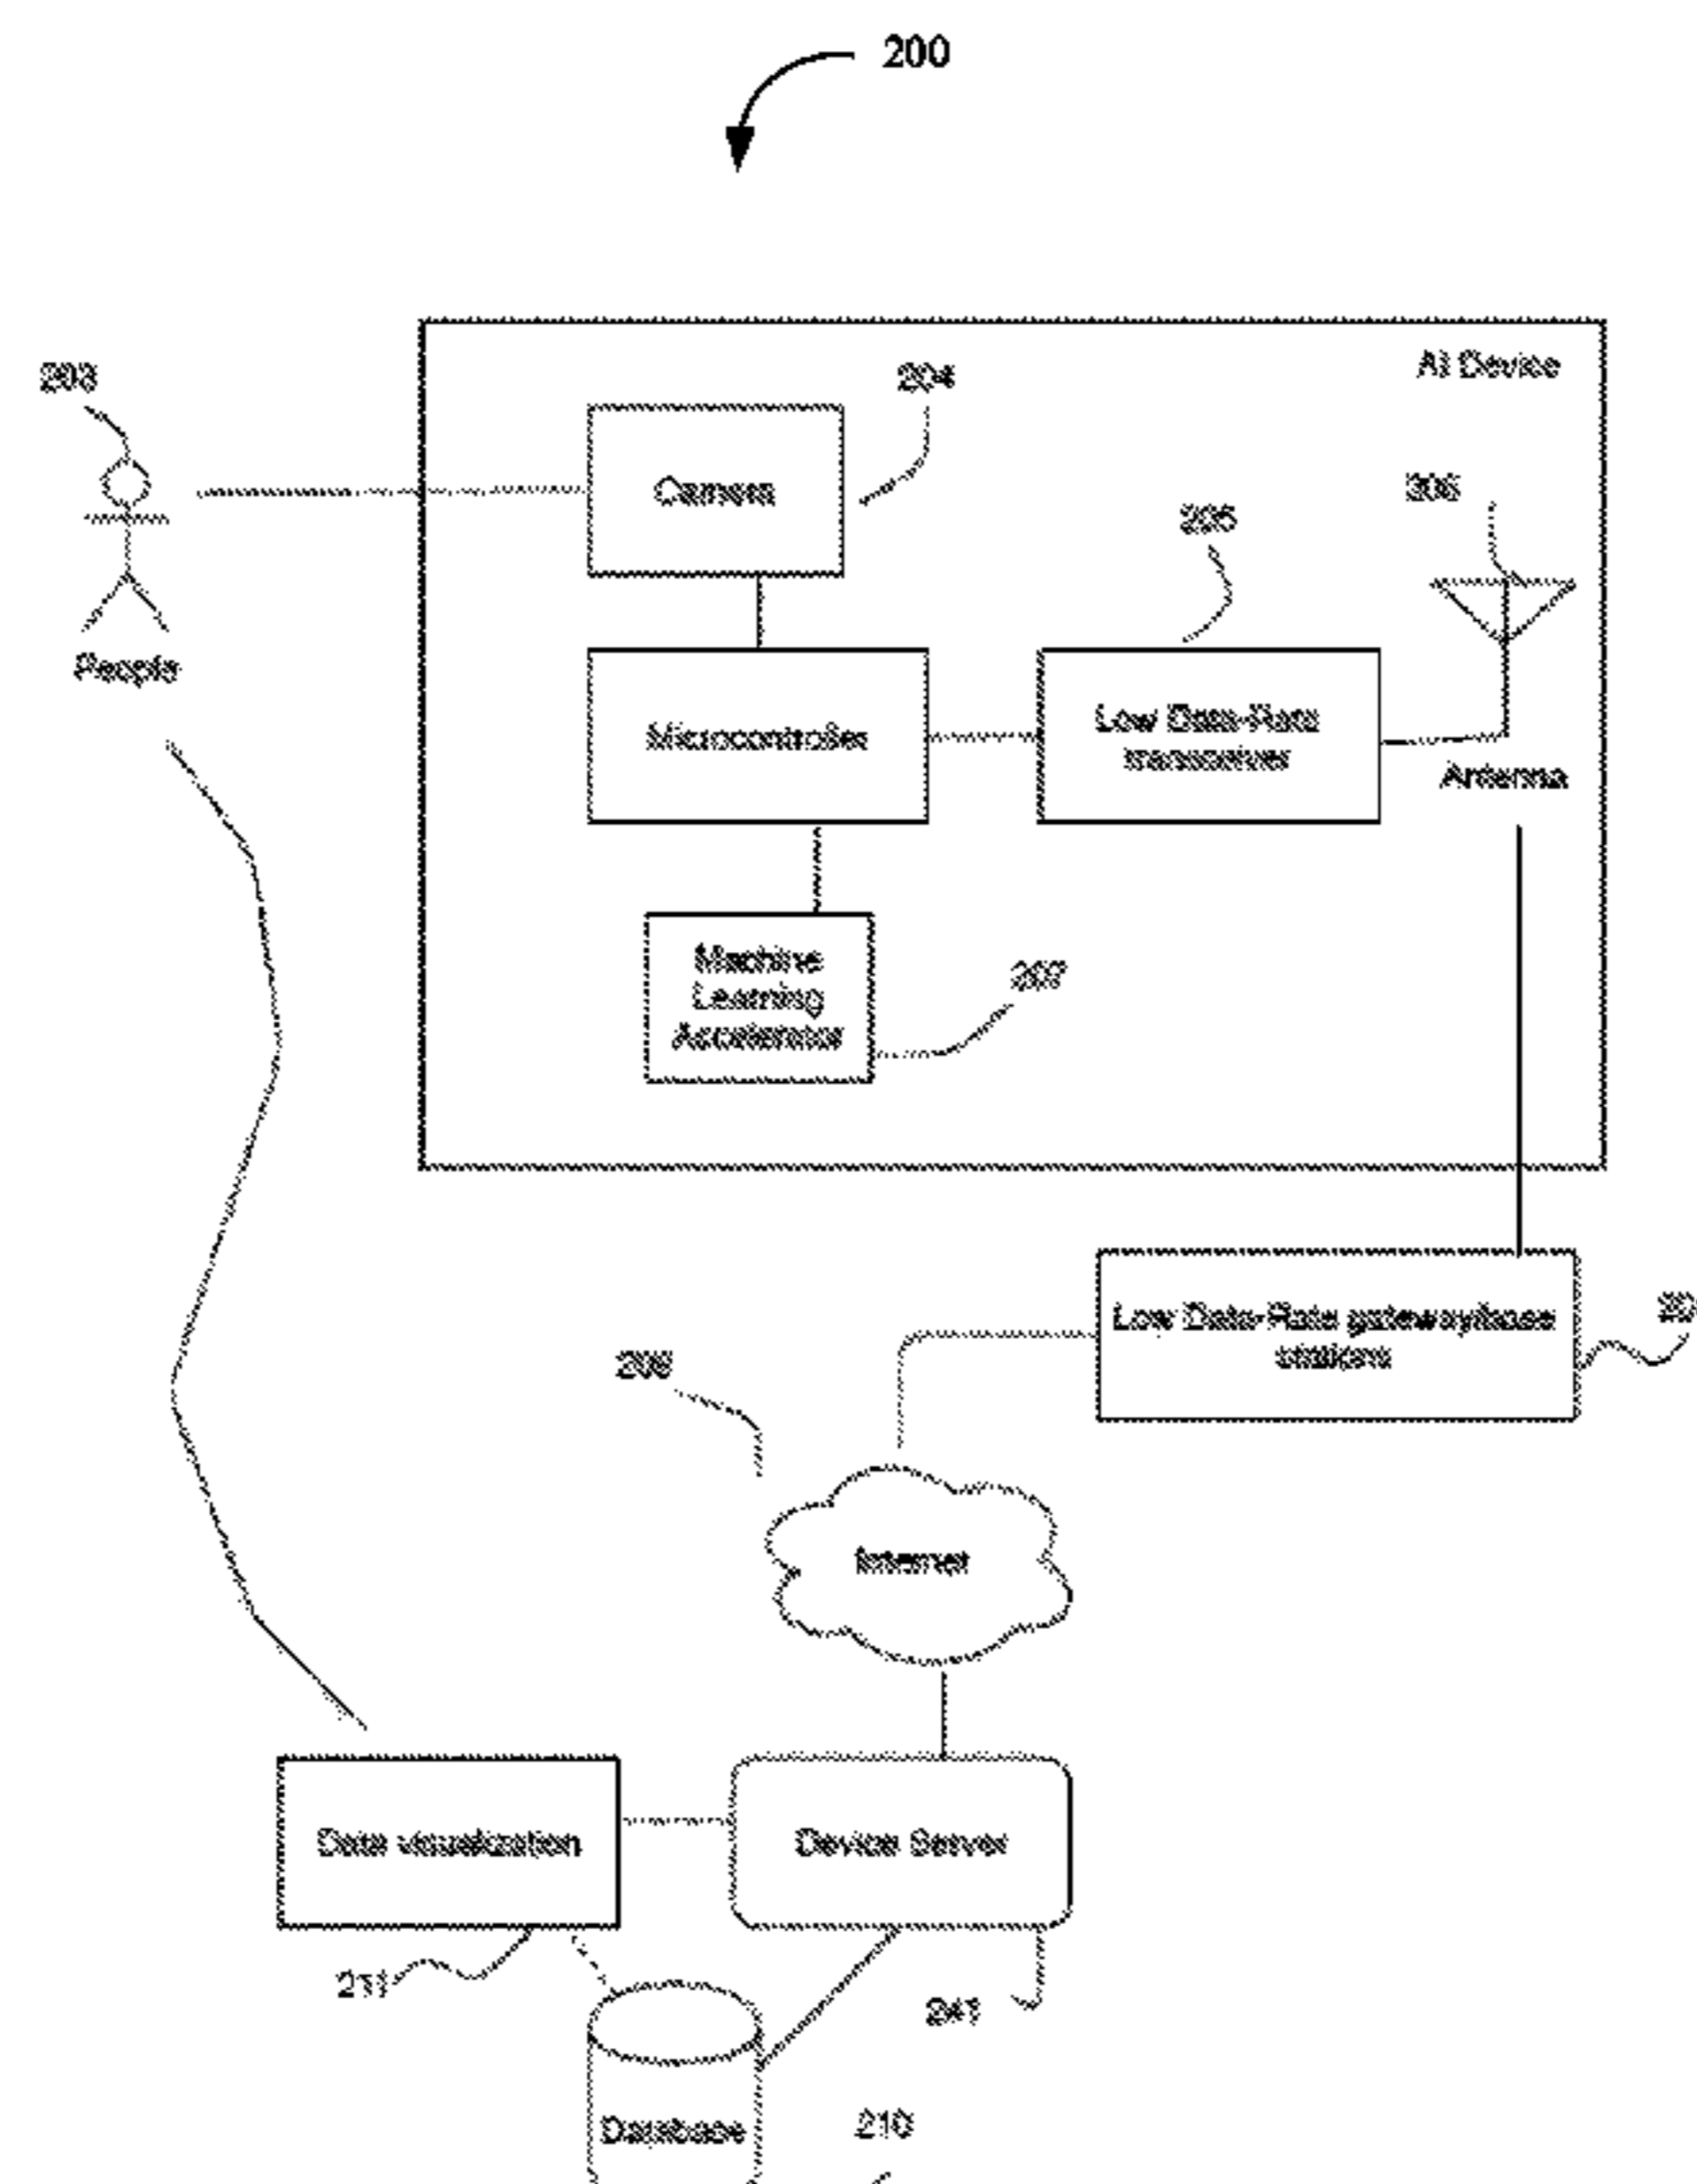 200
203
AI Device
204
Camera
205
206
People
Microcontroller
Low Data-Rate
transceiver
Antenna
Machine
Learning
Accelerator
207
Low Data-Rate gateway/base
stations
Internet
Data visualization
Device Server
211
241
Database
210